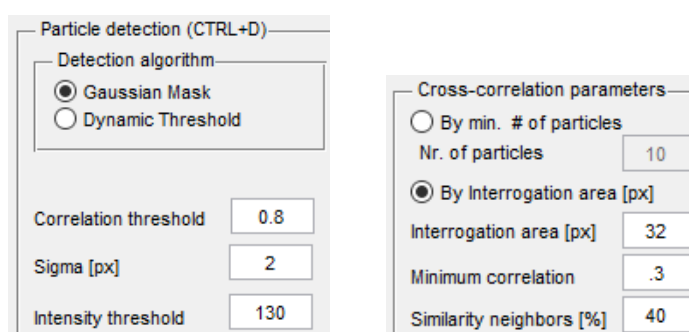 Particle detection (CTRL+D)
Detection algorithm
Gaussian Mask
Dynamic Threshold
Correlation threshold 0.8
Sigma [px] 2
Intensity threshold 130
Cross-correlation parameters
By min. # of particles
Nr. of particles 10
By Interrogation area [px]
Interrogation area [px] 32
Minimum correlation .3
Similarity neighbors [%] 40